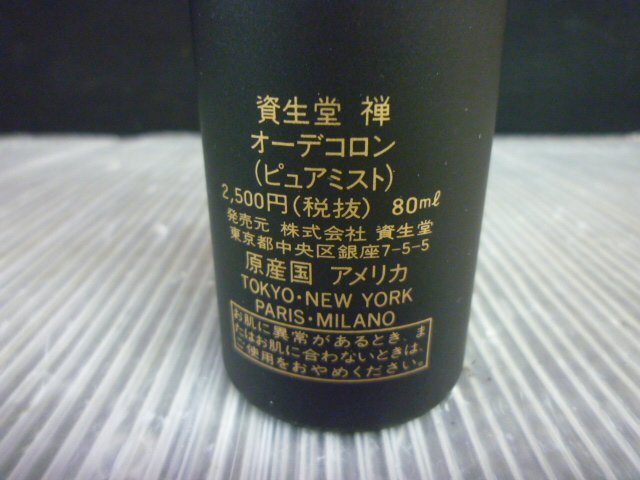 資生堂 禅
オーデコロン
(ピュアミスト)
2,500円(税抜) 80ml
発売元 株式会社 資生堂
東京都中央区銀座7-5-5
原産国 アメリカ
TOKYO・NEW YORK
PARIS・MILANO
お肌に異常があるとき、ま
たはお肌に合わないときは、
ご使用をおやめください。